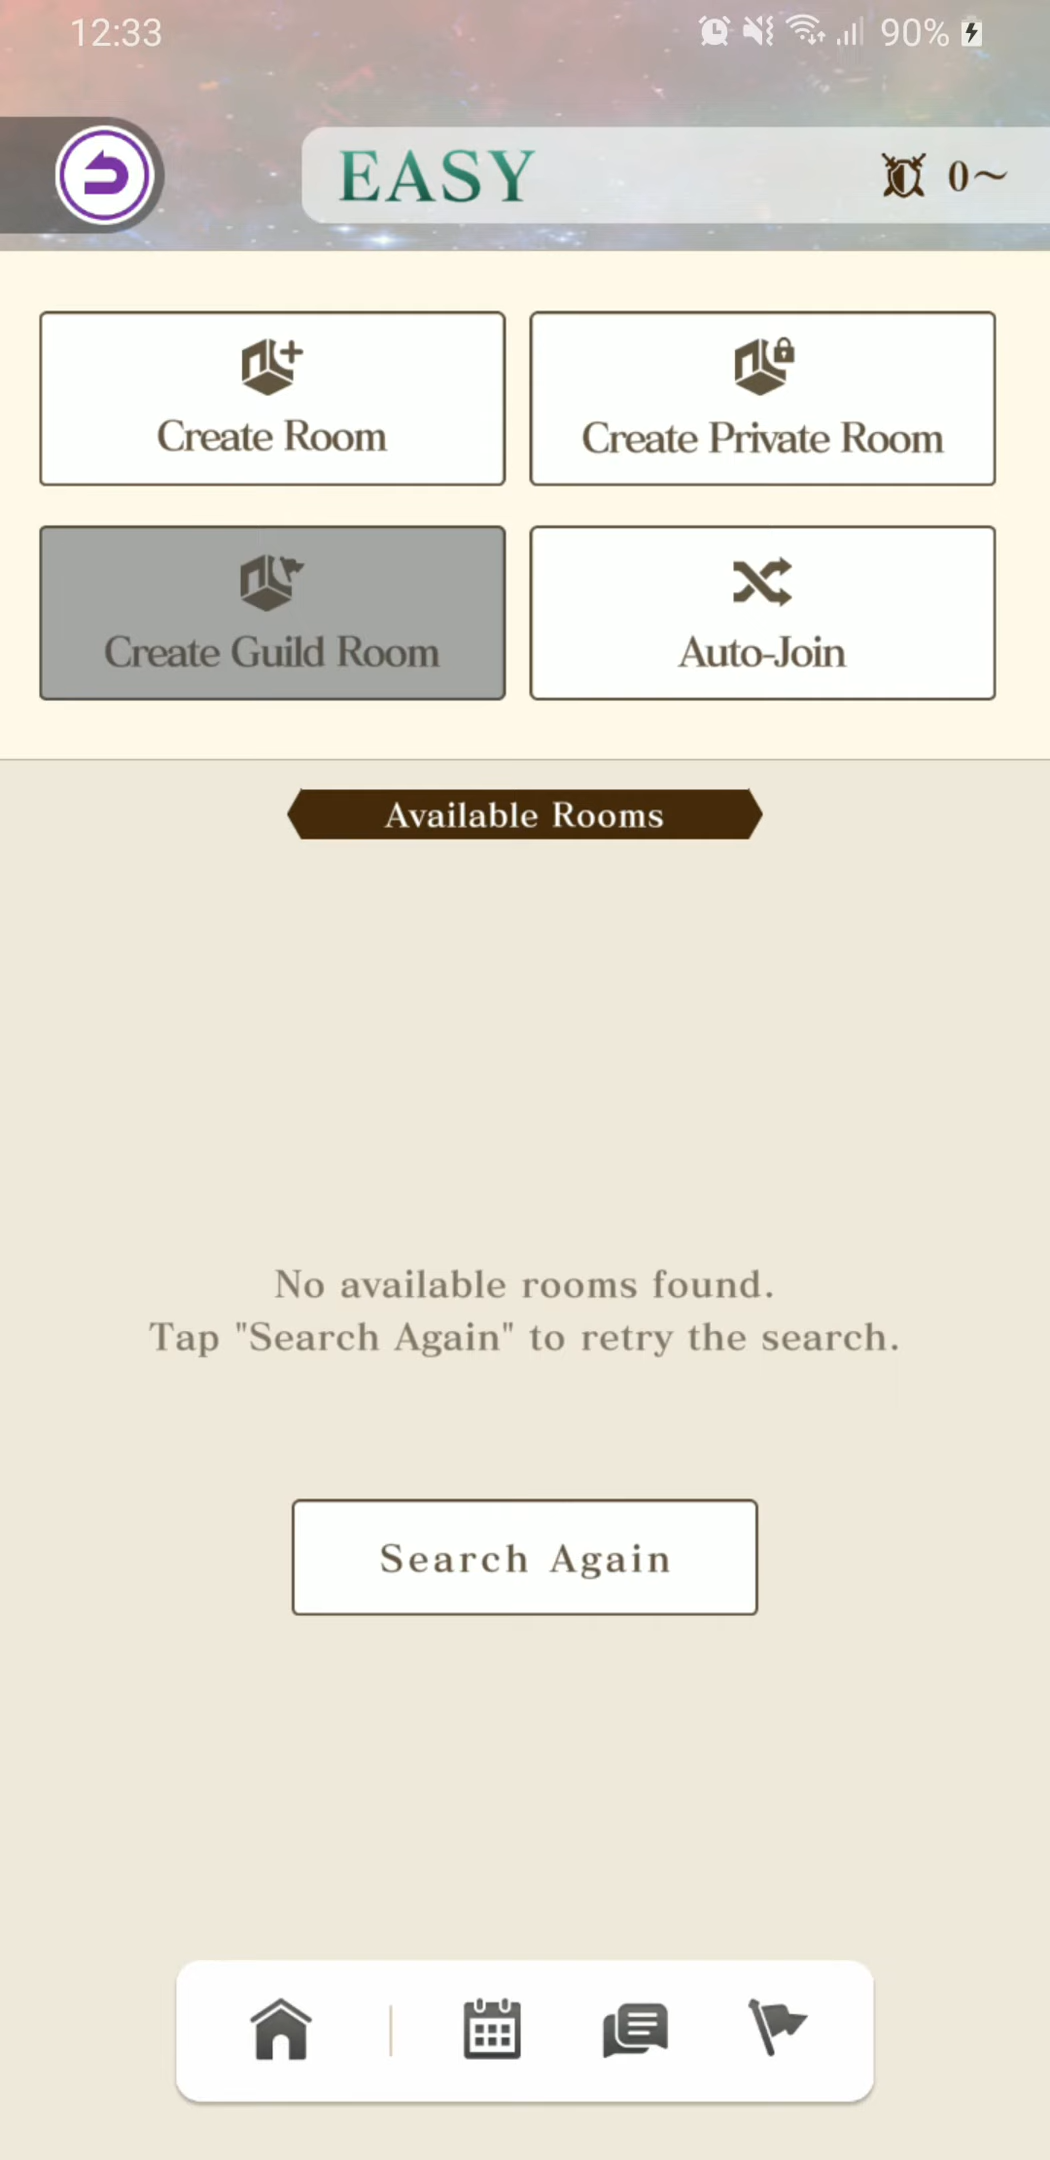 12:33
90%
EASY
0~
Create Room
Create Private Room
Create Guild Room
Auto-Join
Available Rooms
No available rooms found.
Tap "Search Again" to retry the search.
Search Again